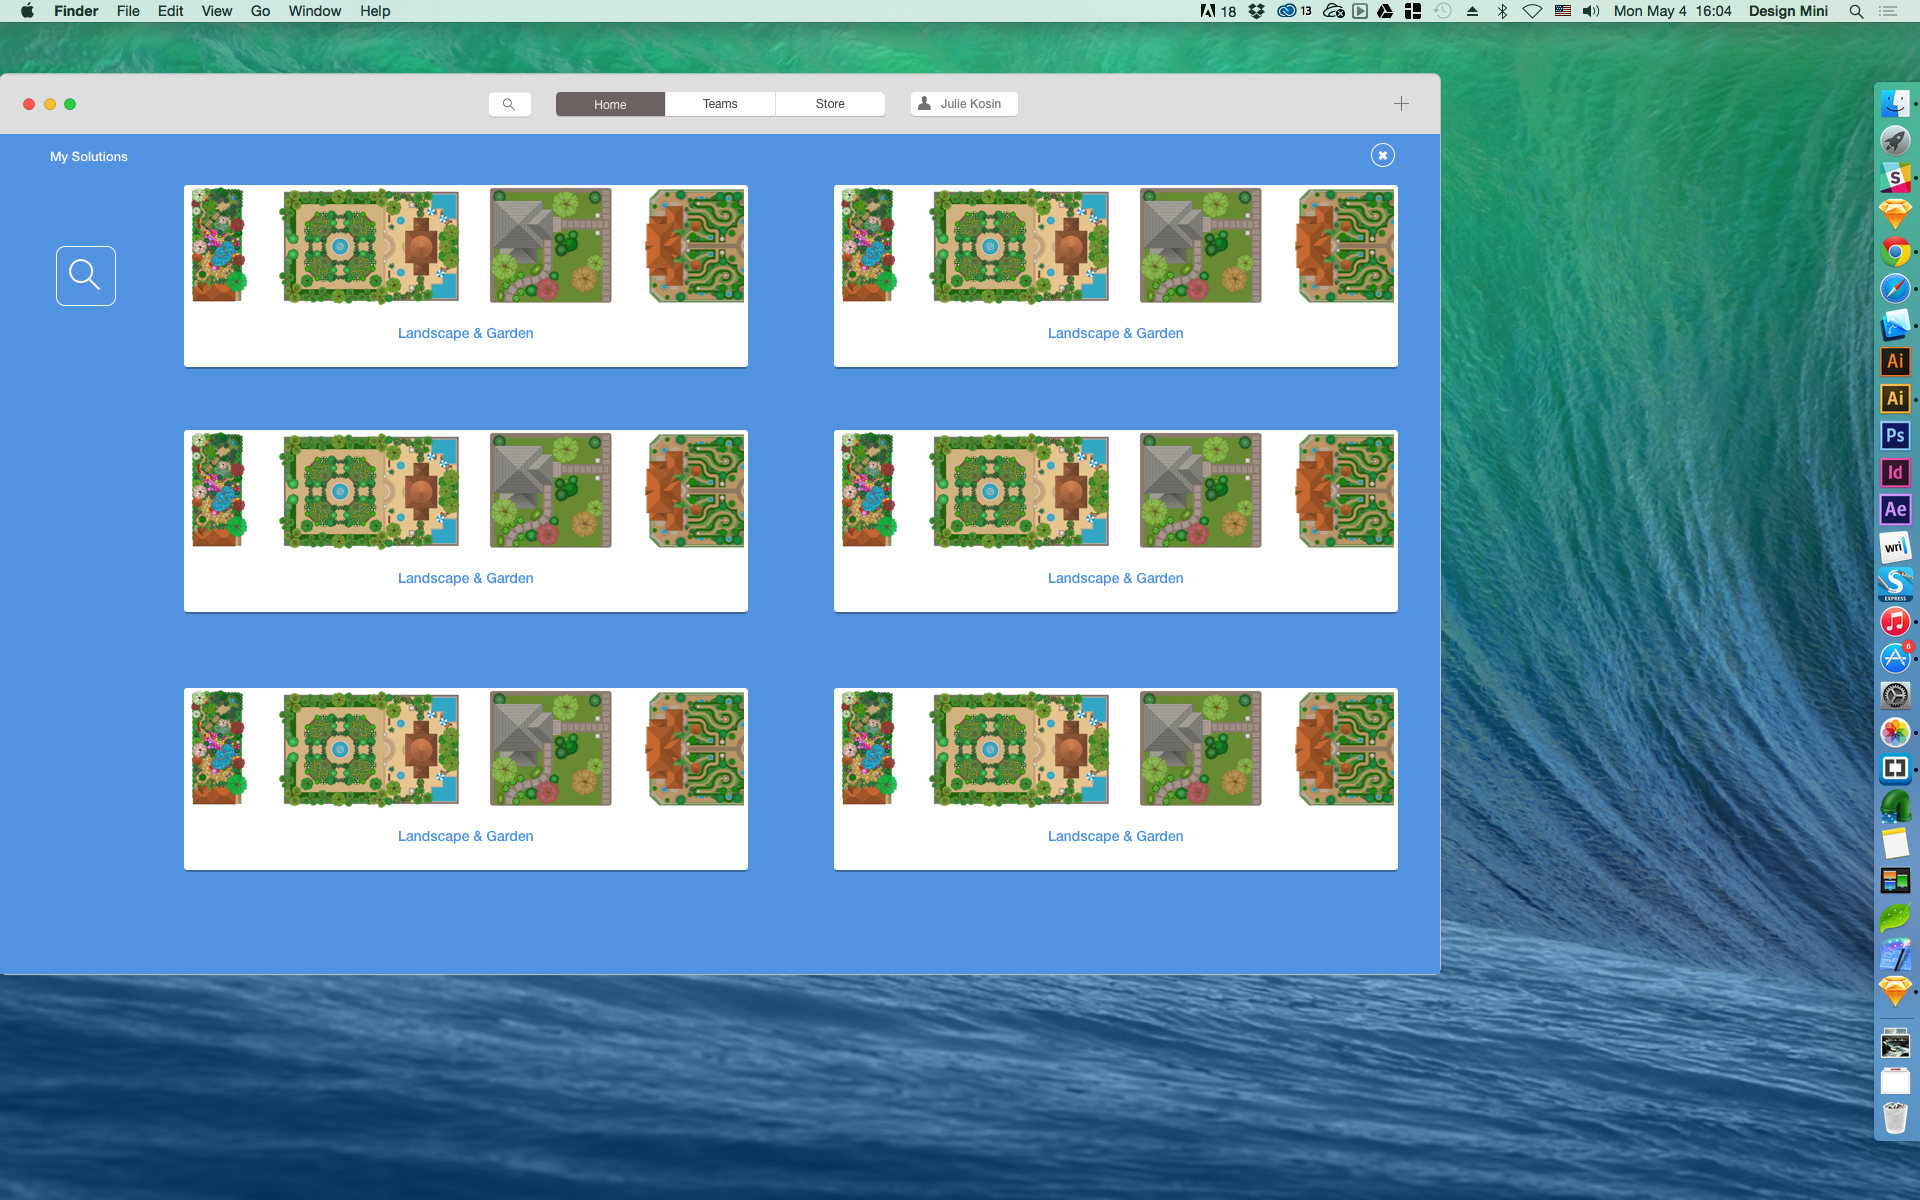 Finder File Edit View Go Window Help 18 13 Mon May 4 16:04 Design Mini
Home Teams Store Julie Kosin
My Solutions
Landscape & Garden Landscape & Garden
Landscape & Garden Landscape & Garden
Landscape & Garden Landscape & Garden
S
Ai
Ai
Ps
Id
Ae
wri
S
EXPRESS
6